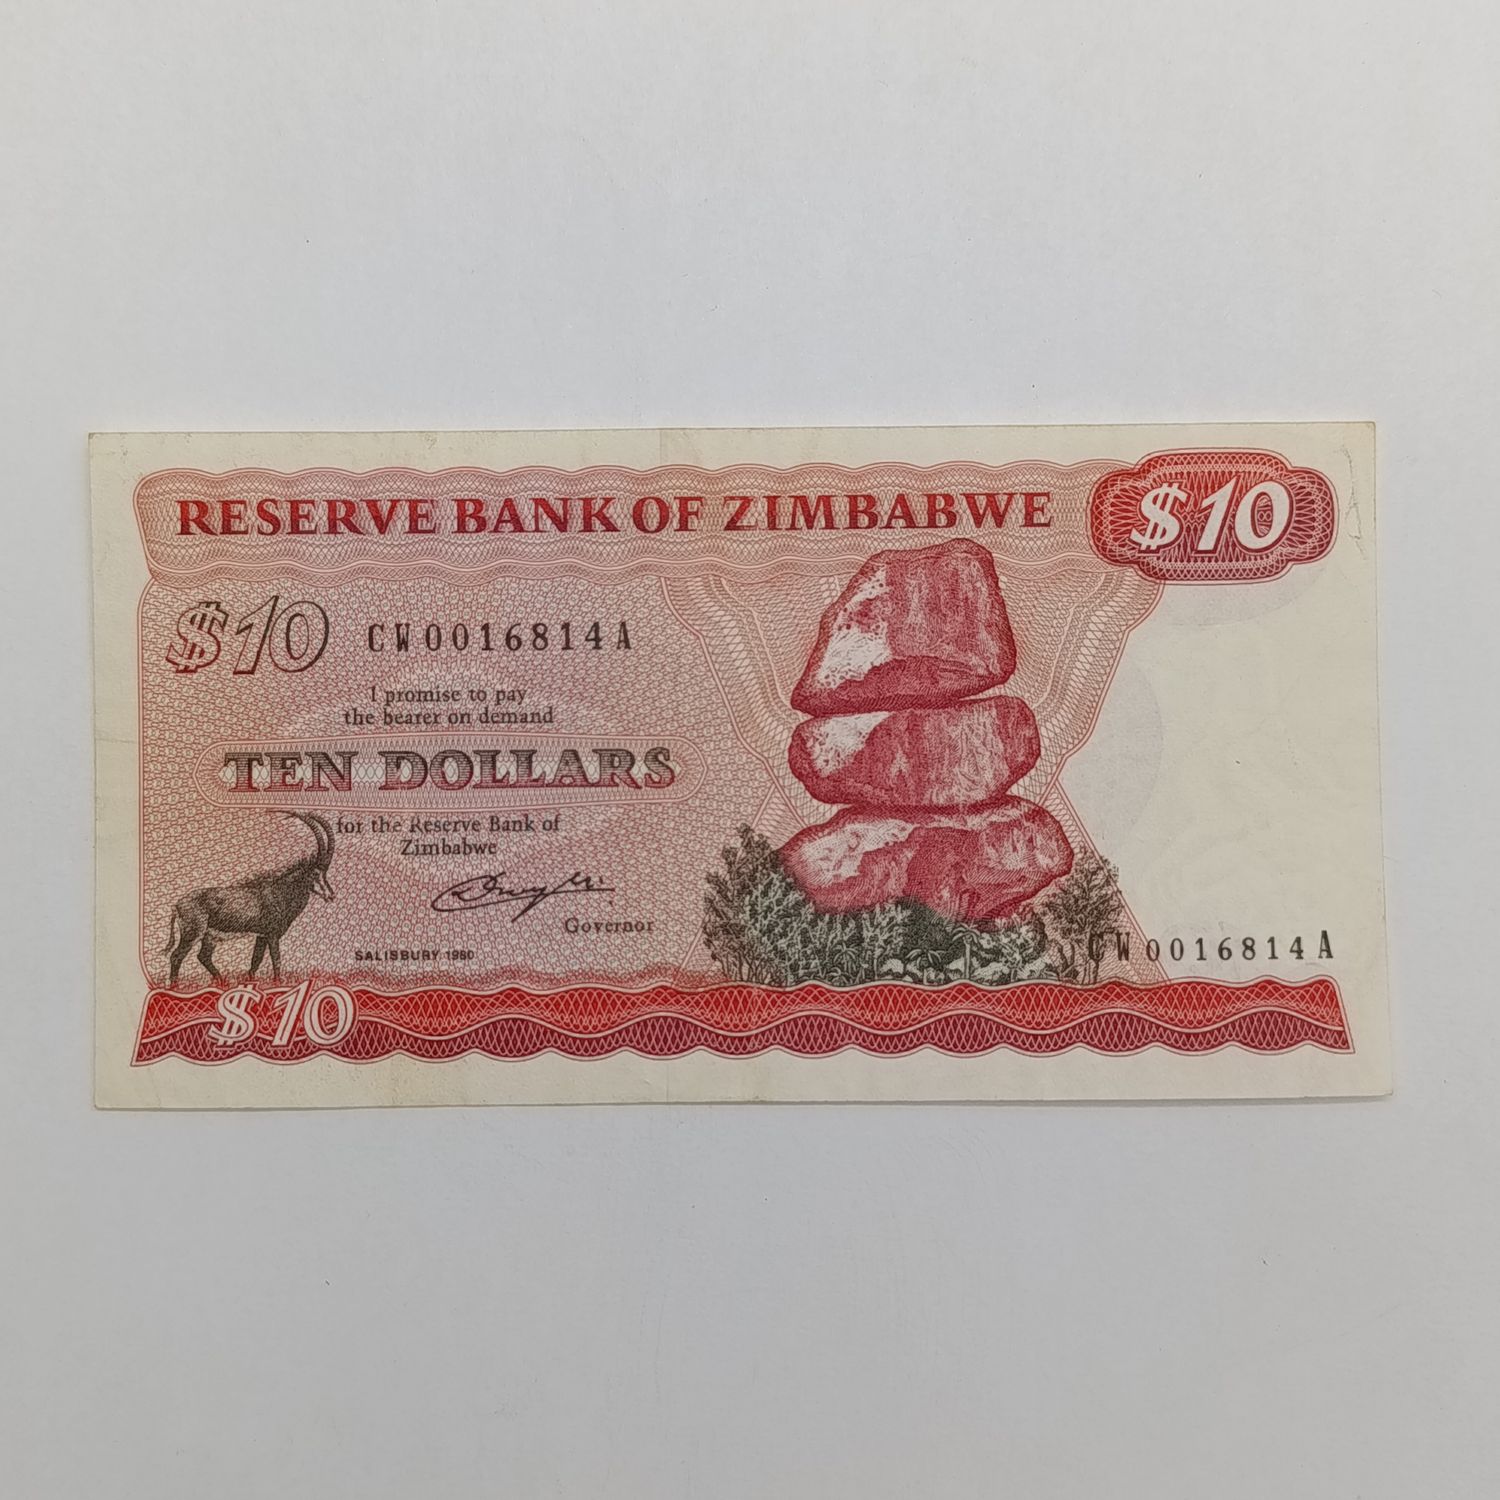 RESERVE BANK OF ZIMBABWE
$10
$10
CW0016814A
I promise to pay
the bearer on demand
TEN DOLLARS
for the Reserve Bank of
Zimbabwe
Governor
SALISBURY 1980
CW0016814A
$10